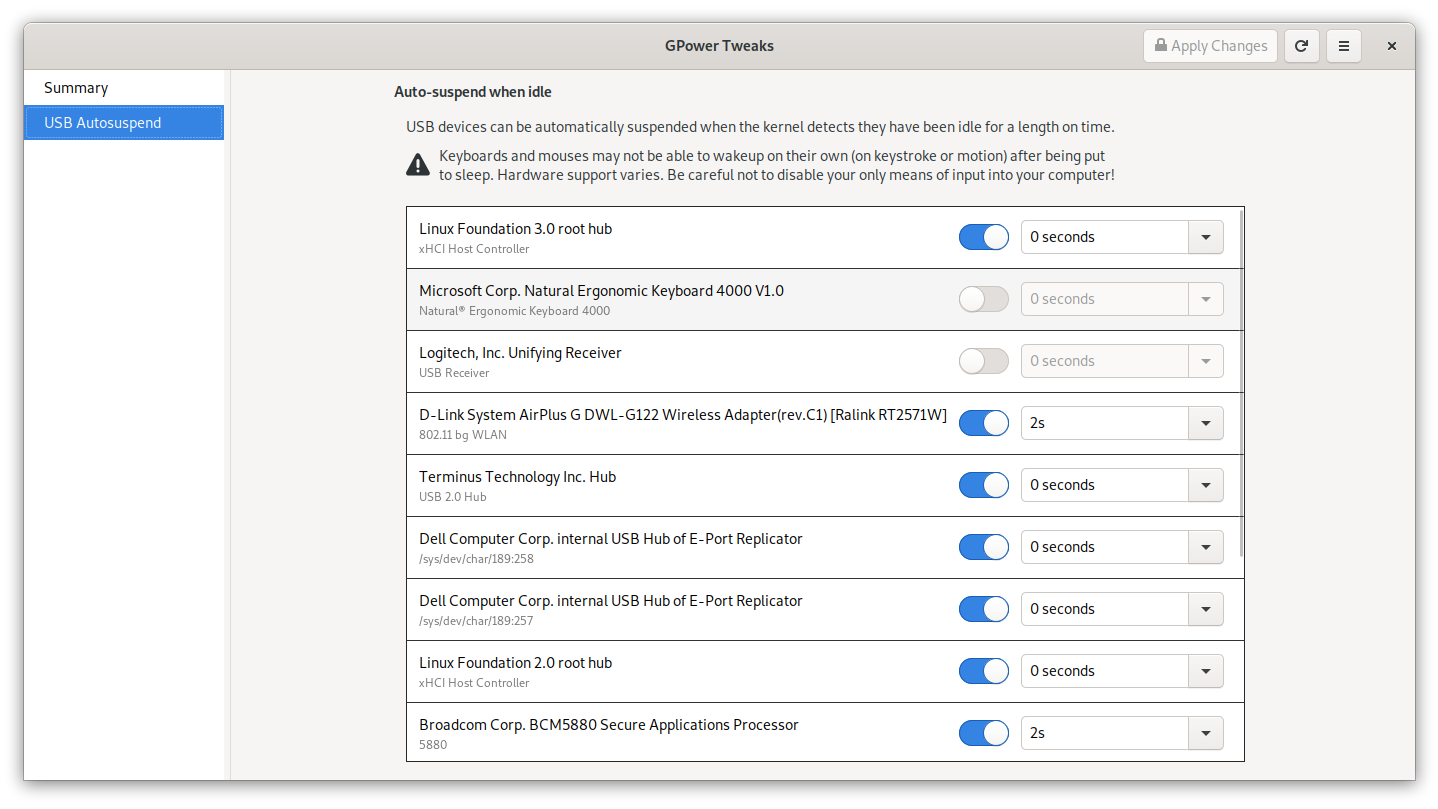 GPower Tweaks
Apply Changes
Summary
USB Autosuspend
Auto-suspend when idle
USB devices can be automatically suspended when the kernel detects they have been idle for a length on time.
Keyboards and mouses may not be able to wakeup on their own (on keystroke or motion) after being put
to sleep. Hardware support varies. Be careful not to disable your only means of input into your computer!
Linux Foundation 3.0 root hub
xHCI Host Controller
0 seconds
Microsoft Corp. Natural Ergonomic Keyboard 4000 V1.0
Natural® Ergonomic Keyboard 4000
0 seconds
Logitech, Inc. Unifying Receiver
USB Receiver
0 seconds
D-Link System AirPlus G DWL-G122 Wireless Adapter(rev.C1) [Ralink RT2571W]
802.11 bg WLAN
2s
Terminus Technology Inc. Hub
USB 2.0 Hub
0 seconds
Dell Computer Corp. internal USB Hub of E-Port Replicator
/sys/dev/char/189:258
0 seconds
Dell Computer Corp. internal USB Hub of E-Port Replicator
/sys/dev/char/189:257
0 seconds
Linux Foundation 2.0 root hub
xHCI Host Controller
0 seconds
Broadcom Corp. BCM5880 Secure Applications Processor
5880
2s